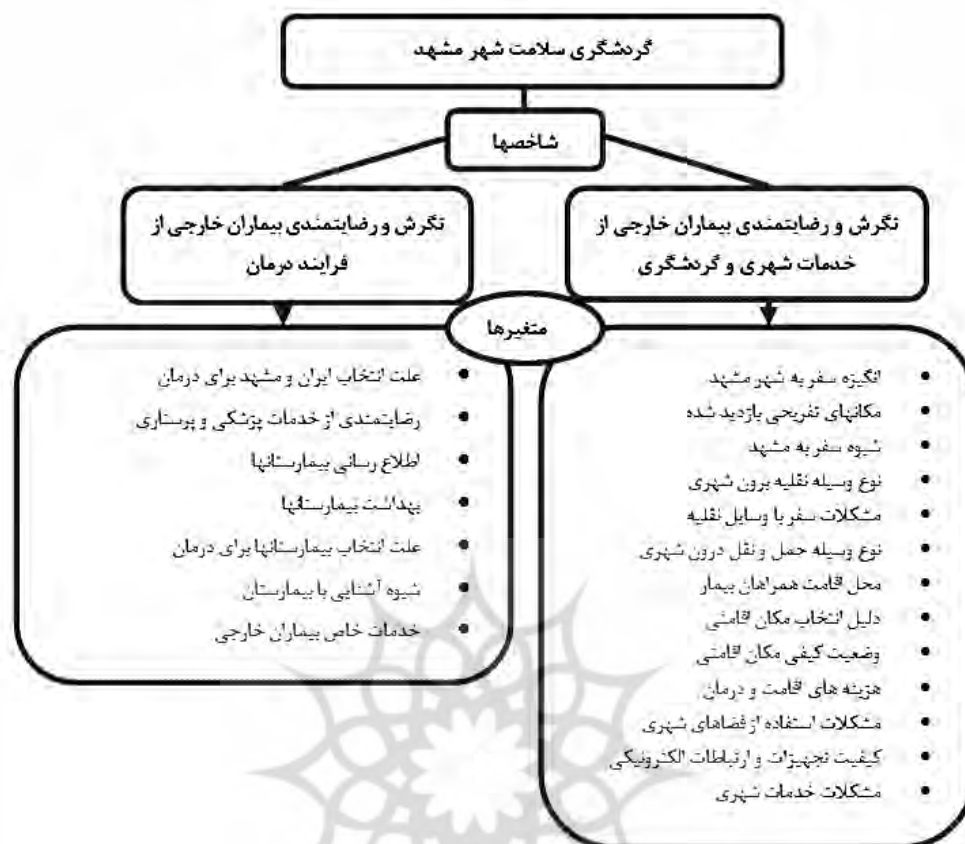 گردشگری سلامت شهر مشهد
شاخصها
نگرش و رضایتمندی بیماران خارجی از
خدمات شهری و گردشگری
نگرش و رضایتمندی بیماران خارجی از
فرایند درمان
متغیرها
• انگیزه سفر به شهر مشهد
• مکانهای تفریحی بازدید شده
• شیوه سفر به مشهد
• نوع وسیله نقلیه برون شهری
• مشکلات سفر با وسایل نقلیه
• نوع وسیله حمل و نقل درون شهری
• محل اقامت همراهان بیمار
• دلیل انتخاب مکان اقامتی
• وضعیت کیفی مکان اقامتی
• هزینه های اقامت و درمان
• مشکلات استفاده از فضاهای شهری
• کیفیت تجهیزات و ارتباطات الکترونیکی
• مشکلات خدمات شهری
• علت انتخاب ایران و مشهد برای درمان
• رضایتمندی از خدمات پزشکی و پرستاری
• اطلاع رسانی بیمارستانها
• بهداشت بیمارستانها
• علت انتخاب بیمارستانها برای درمان
• شیوه آشنایی با بیمارستان
• خدمات خاص بیماران خارجی